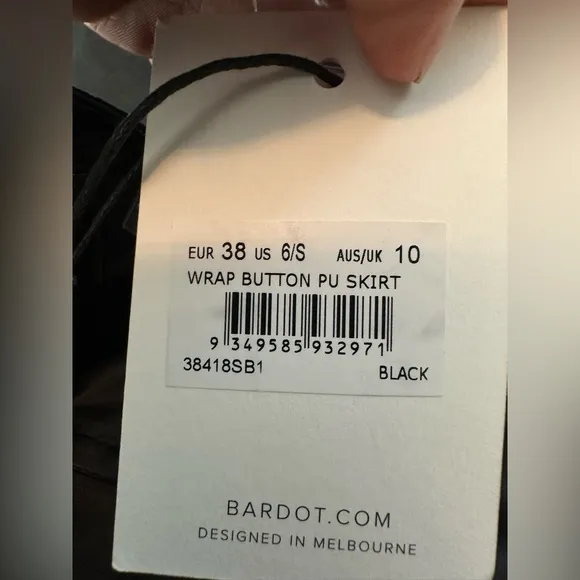 EUR 38 US 6/S AUS/UK 10
WRAP BUTTON PU SKIRT
9 349585 932971
38418SB1 BLACK
BARDOT.COM
DESIGNED IN MELBOURNE